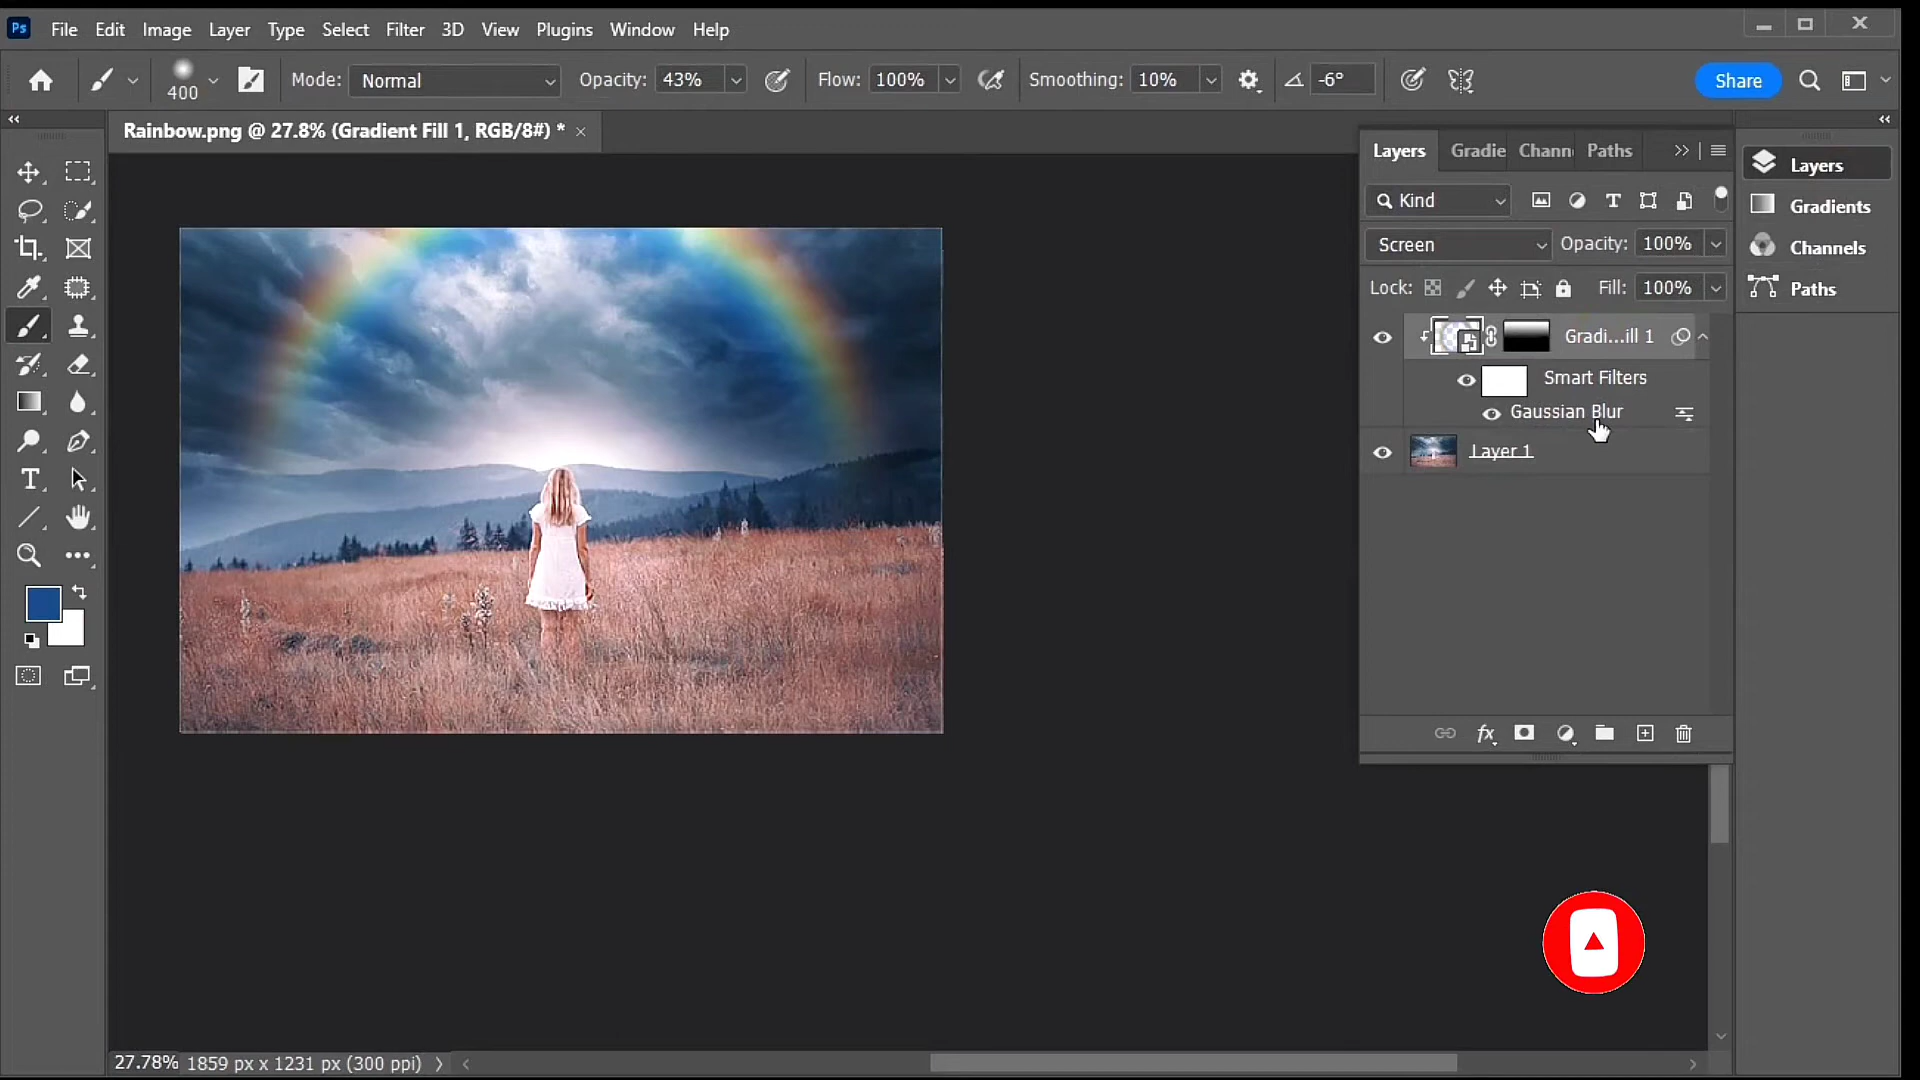 Ps File Edit Image Layer Type Select Filter 3D View Plugins Window Help
400 Mode: Normal Opacity: 43% Flow: 100% Smoothing: 10% -6° Share
Rainbow.png @ 27.8% (Gradient Fill 1, RGB/8#) * ×
Layers Gradie Chann Paths
Layers
Kind
Gradients
Screen Opacity: 100%
Channels
Lock: Fill: 100%
Paths
Gradi...ill 1
Smart Filters
Gaussian Blur
Layer 1
fx
27.78% 1859 px x 1231 px (300 ppi)